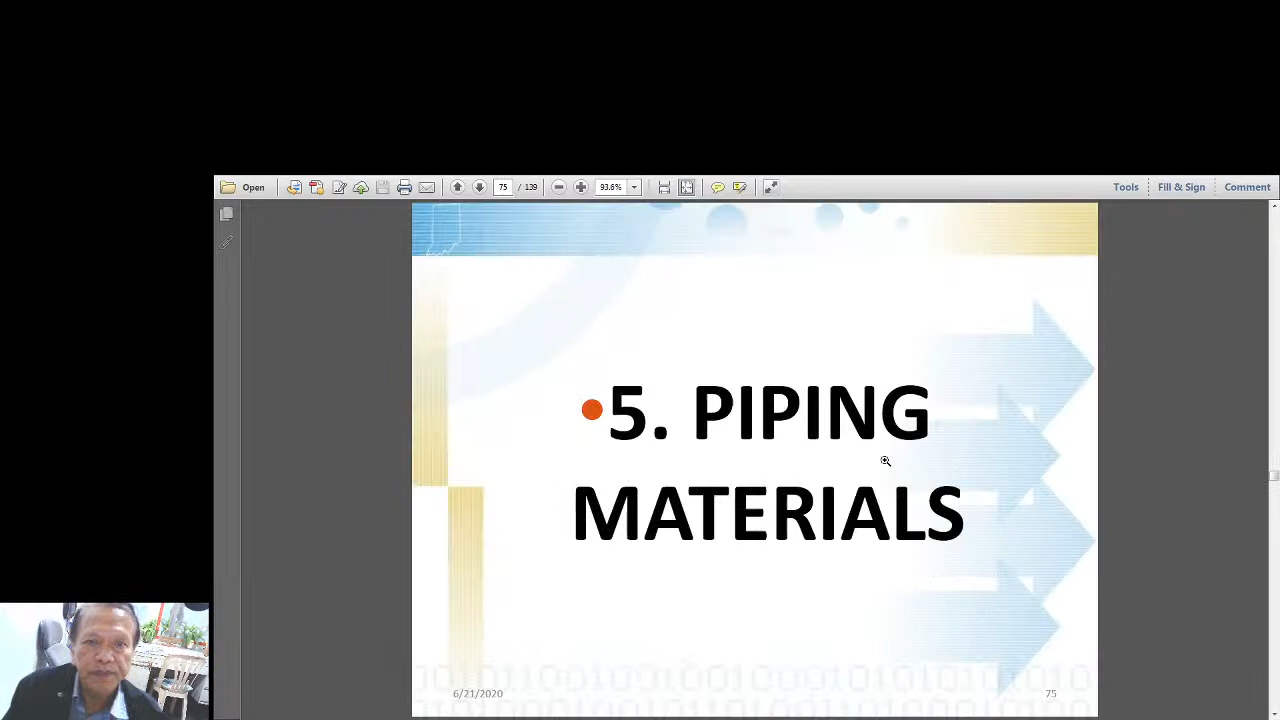 Open 75 / 139 93.6% Tools Fill & Sign Comment
•5. PIPING
MATERIALS
6/21/2020 75